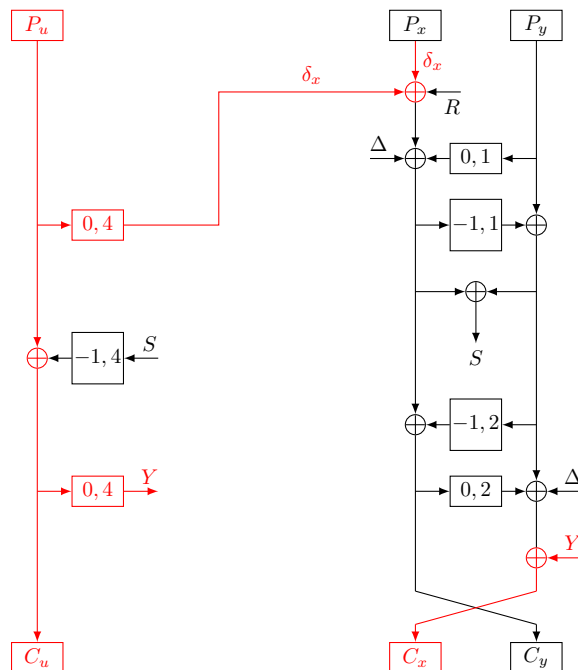 P_u P_x P_y
δ_x δ_x
R
Δ 0, 1
0, 4 −1, 1
S
−1, 4 S
−1, 2
0, 4 Y 0, 2 Δ
Y
C_u C_x C_y